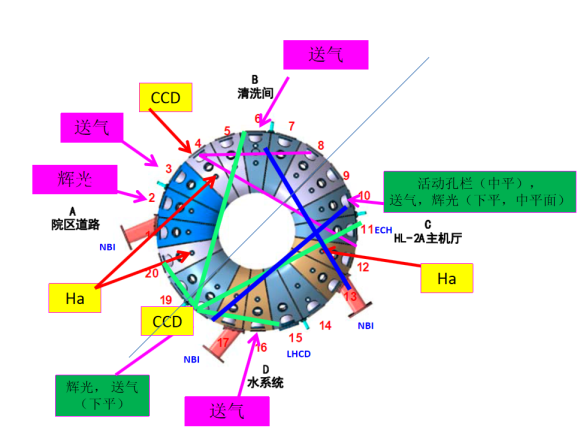 送气
B
清洗间
CCD
6
7
5
4
8
送气
3
9
辉光
2
10
活动孔栏（中平），
送气，辉光（下平，中平面）
A
院区道路
1
11
ECH
C
HL-2A主机厅
NBI
12
20
Ha
Ha
19
13
CCD
14
NBI
17
15
16
LHCD
NBI
D
水系统
辉光， 送气
（下平）
送气